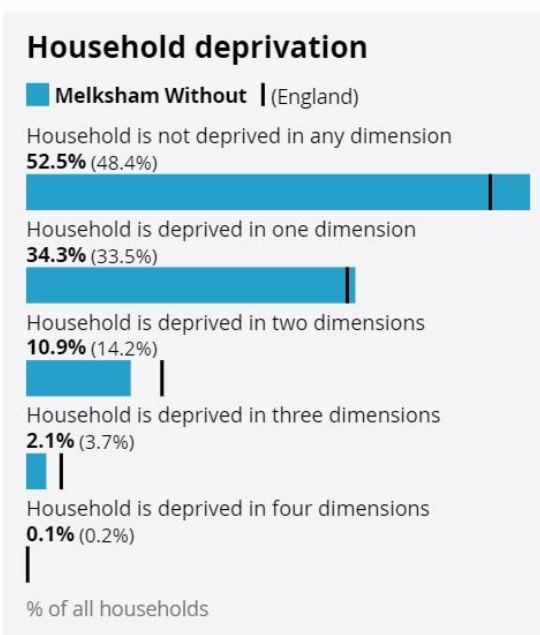 Household deprivation
Melksham Without (England)
Household is not deprived in any dimension
52.5% (48.4%)
Household is deprived in one dimension
34.3% (33.5%)
Household is deprived in two dimensions
10.9% (14.2%)
Household is deprived in three dimensions
2.1% (3.7%)
Household is deprived in four dimensions
0.1% (0.2%)
% of all households